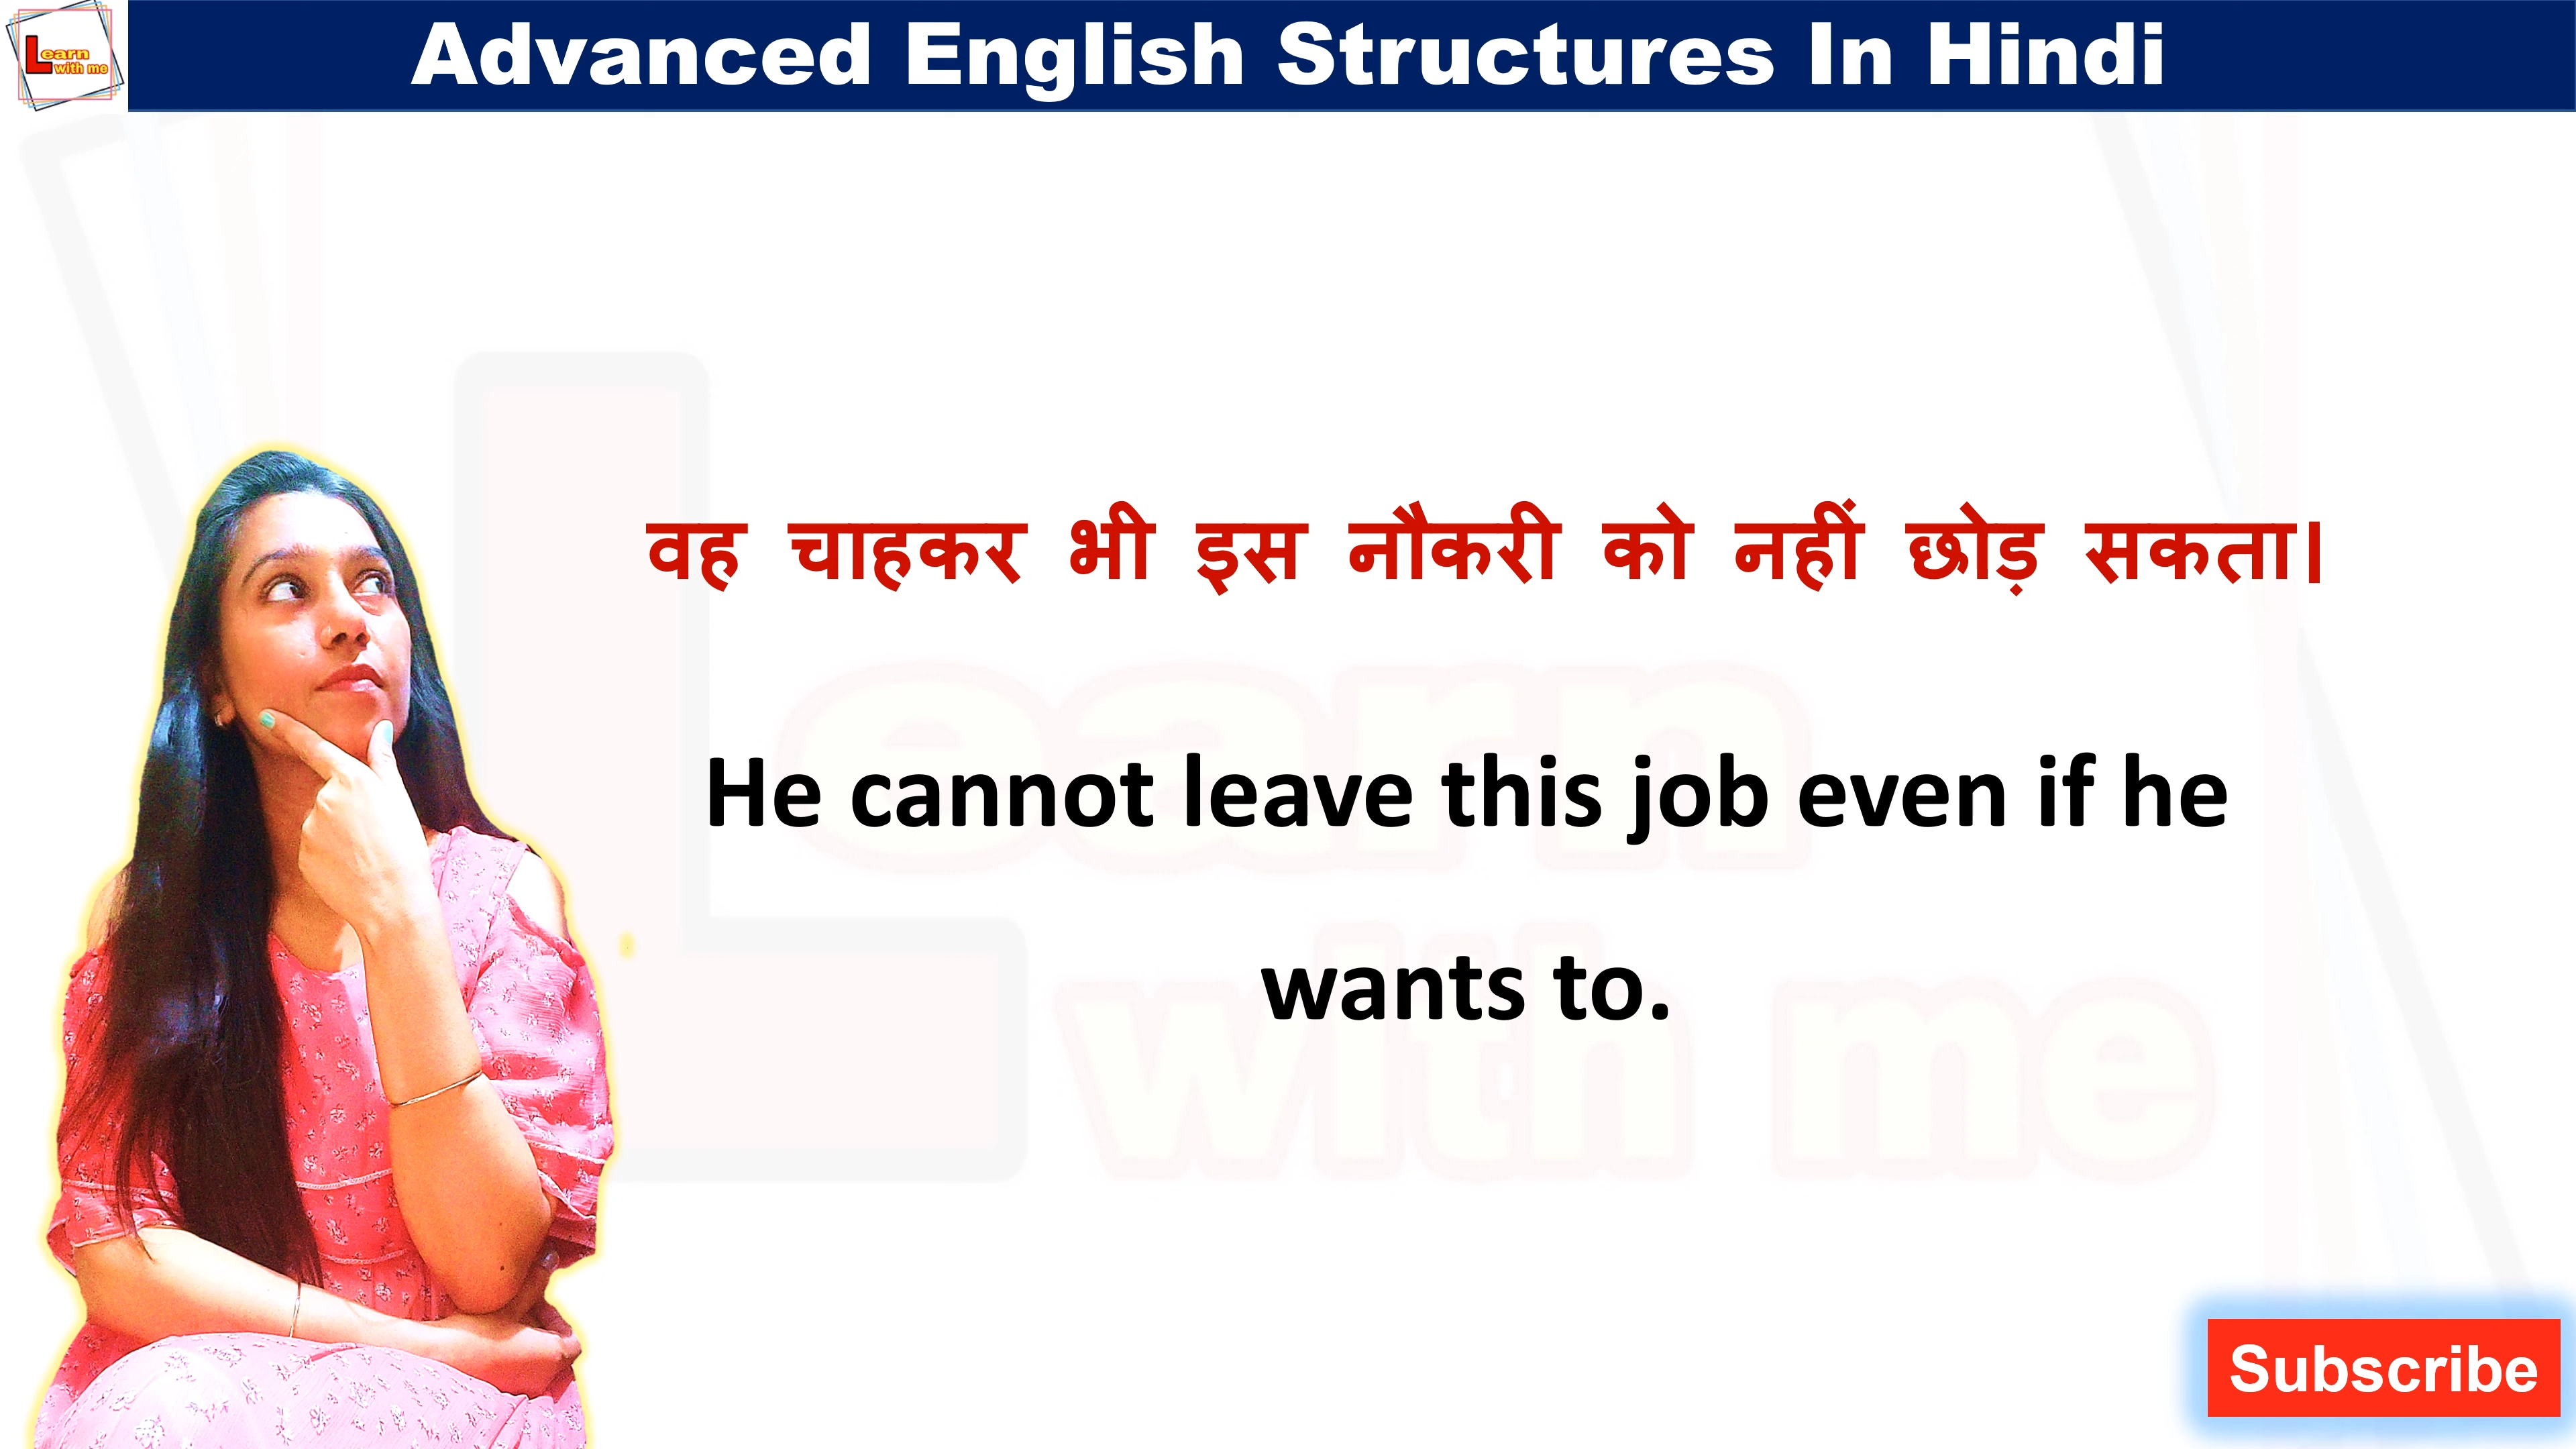 Learn
with me
Advanced English Structures In Hindi
वह चाहकर भी इस नौकरी को नहीं छोड़ सकता।
He cannot leave this job even if he
wants to.
Learn
with me
Subscribe